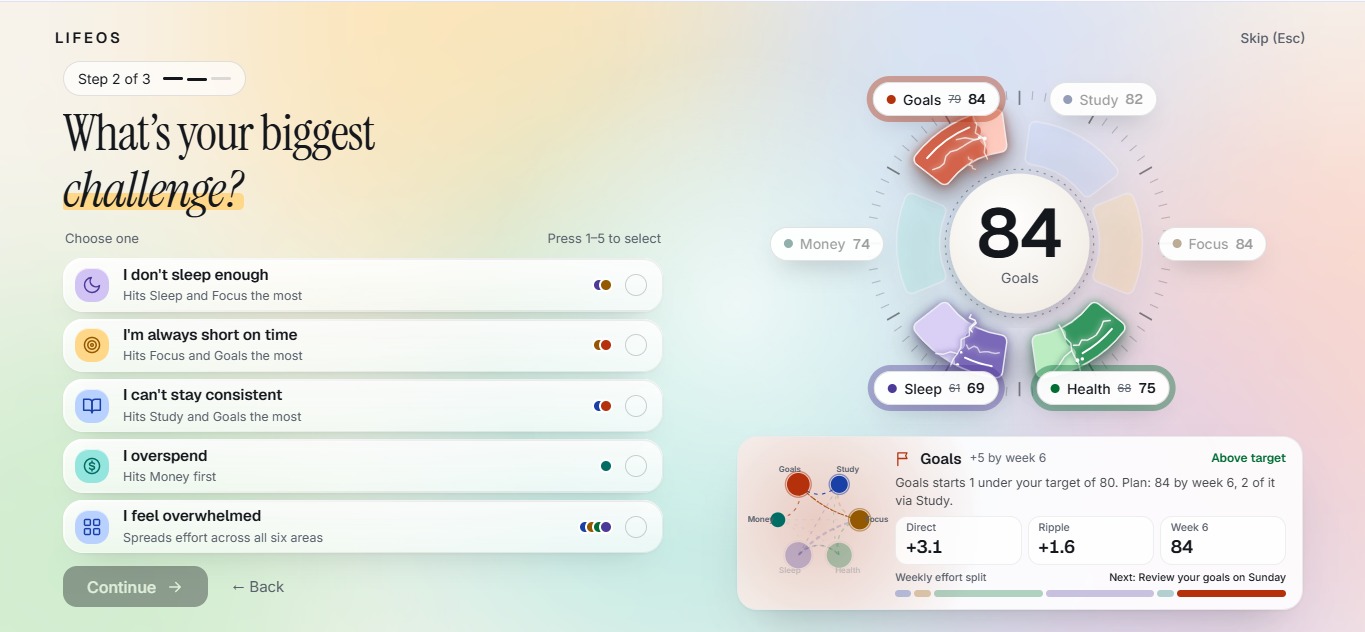 LIFEOS
Skip (Esc)
Step 2 of 3
What's your biggest
challenge?
Choose one
Press 1–5 to select
I don't sleep enough
Hits Sleep and Focus the most
I'm always short on time
Hits Focus and Goals the most
I can't stay consistent
Hits Study and Goals the most
I overspend
Hits Money first
I feel overwhelmed
Spreads effort across all six areas
Continue →
← Back
Goals 79 84
Study 82
Money 74
84
Goals
Focus 84
Sleep 61 69
Health 68 75
Goals
Study
Money
Focus
Sleep
Health
Goals +5 by week 6
Above target
Goals starts 1 under your target of 80. Plan: 84 by week 6, 2 of it
via Study.
Direct
+3.1
Ripple
+1.6
Week 6
84
Weekly effort split
Next: Review your goals on Sunday